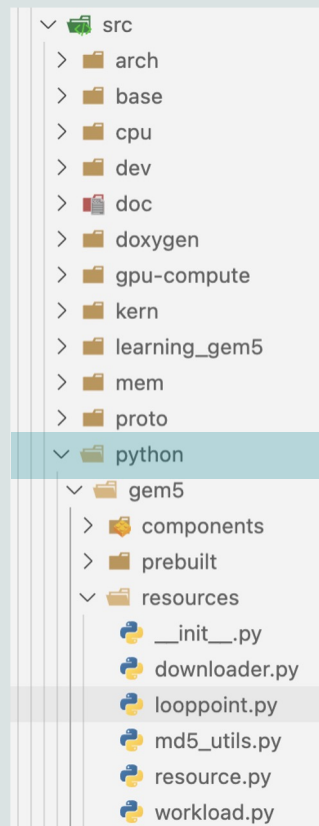 src
arch
base
cpu
dev
doc
doxygen
gpu-compute
kern
learning_gem5
mem
proto
python
gem5
components
prebuilt
resources
__init__.py
downloader.py
looppoint.py
md5_utils.py
resource.py
workload.py